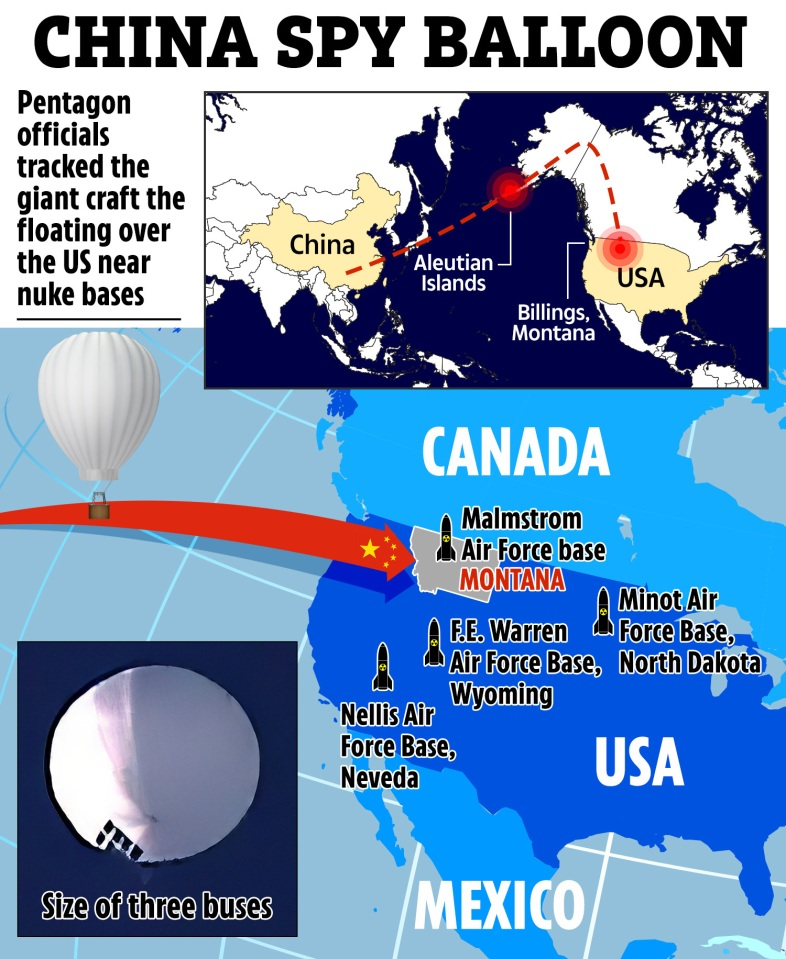 CHINA SPY BALLOON
Pentagon
officials
tracked the
giant craft the
floating over
the US near
nuke bases
China
Aleutian
Islands
Billings,
Montana
USA
CANADA
Malmstrom
Air Force base
MONTANA
Minot Air
Force Base,
North Dakota
F.E. Warren
Air Force Base,
Wyoming
Nellis Air
Force Base,
Neveda
USA
MEXICO
Size of three buses